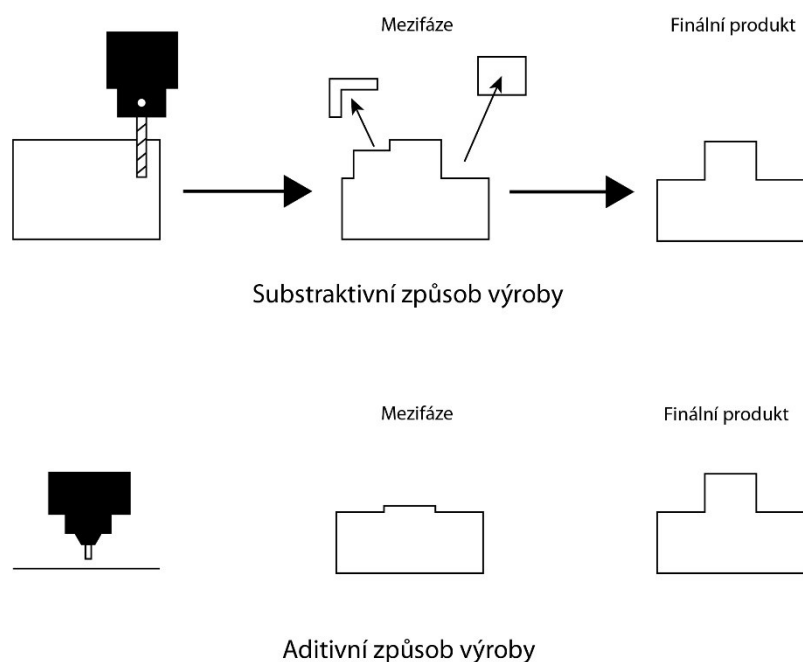 Mezifáze
Finální produkt
Substraktivní způsob výroby
Mezifáze
Finální produkt
Aditivní způsob výroby